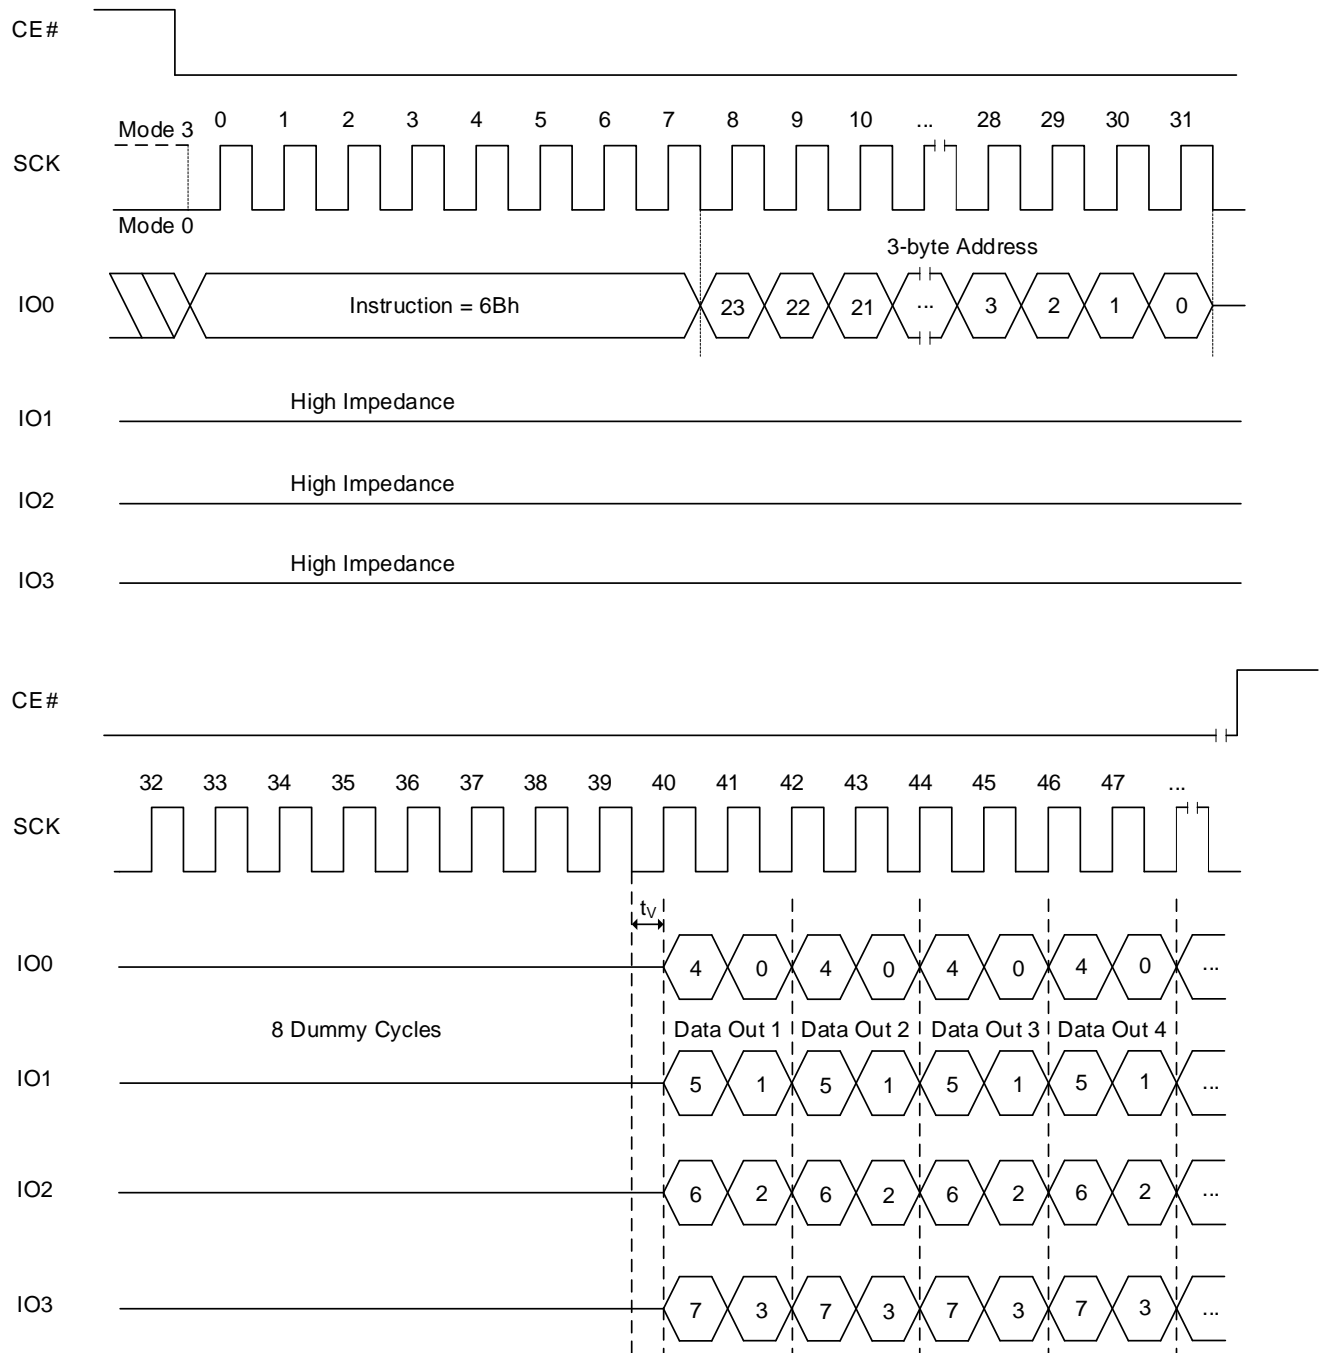 CE#
Mode 3 0 1 2 3 4 5 6 7 8 9 10 ... 28 29 30 31
SCK
Mode 0
3-byte Address
IO0 Instruction = 6Bh 23 22 21 ... 3 2 1 0
High Impedance
IO1
High Impedance
IO2
High Impedance
IO3
CE#
32 33 34 35 36 37 38 39 40 41 42 43 44 45 46 47 ...
SCK
tV
IO0 4 0 4 0 4 0 4 0 ...
8 Dummy Cycles Data Out 1 Data Out 2 Data Out 3 Data Out 4
IO1 5 1 5 1 5 1 5 1 ...
IO2 6 2 6 2 6 2 6 2 ...
IO3 7 3 7 3 7 3 7 3 ...